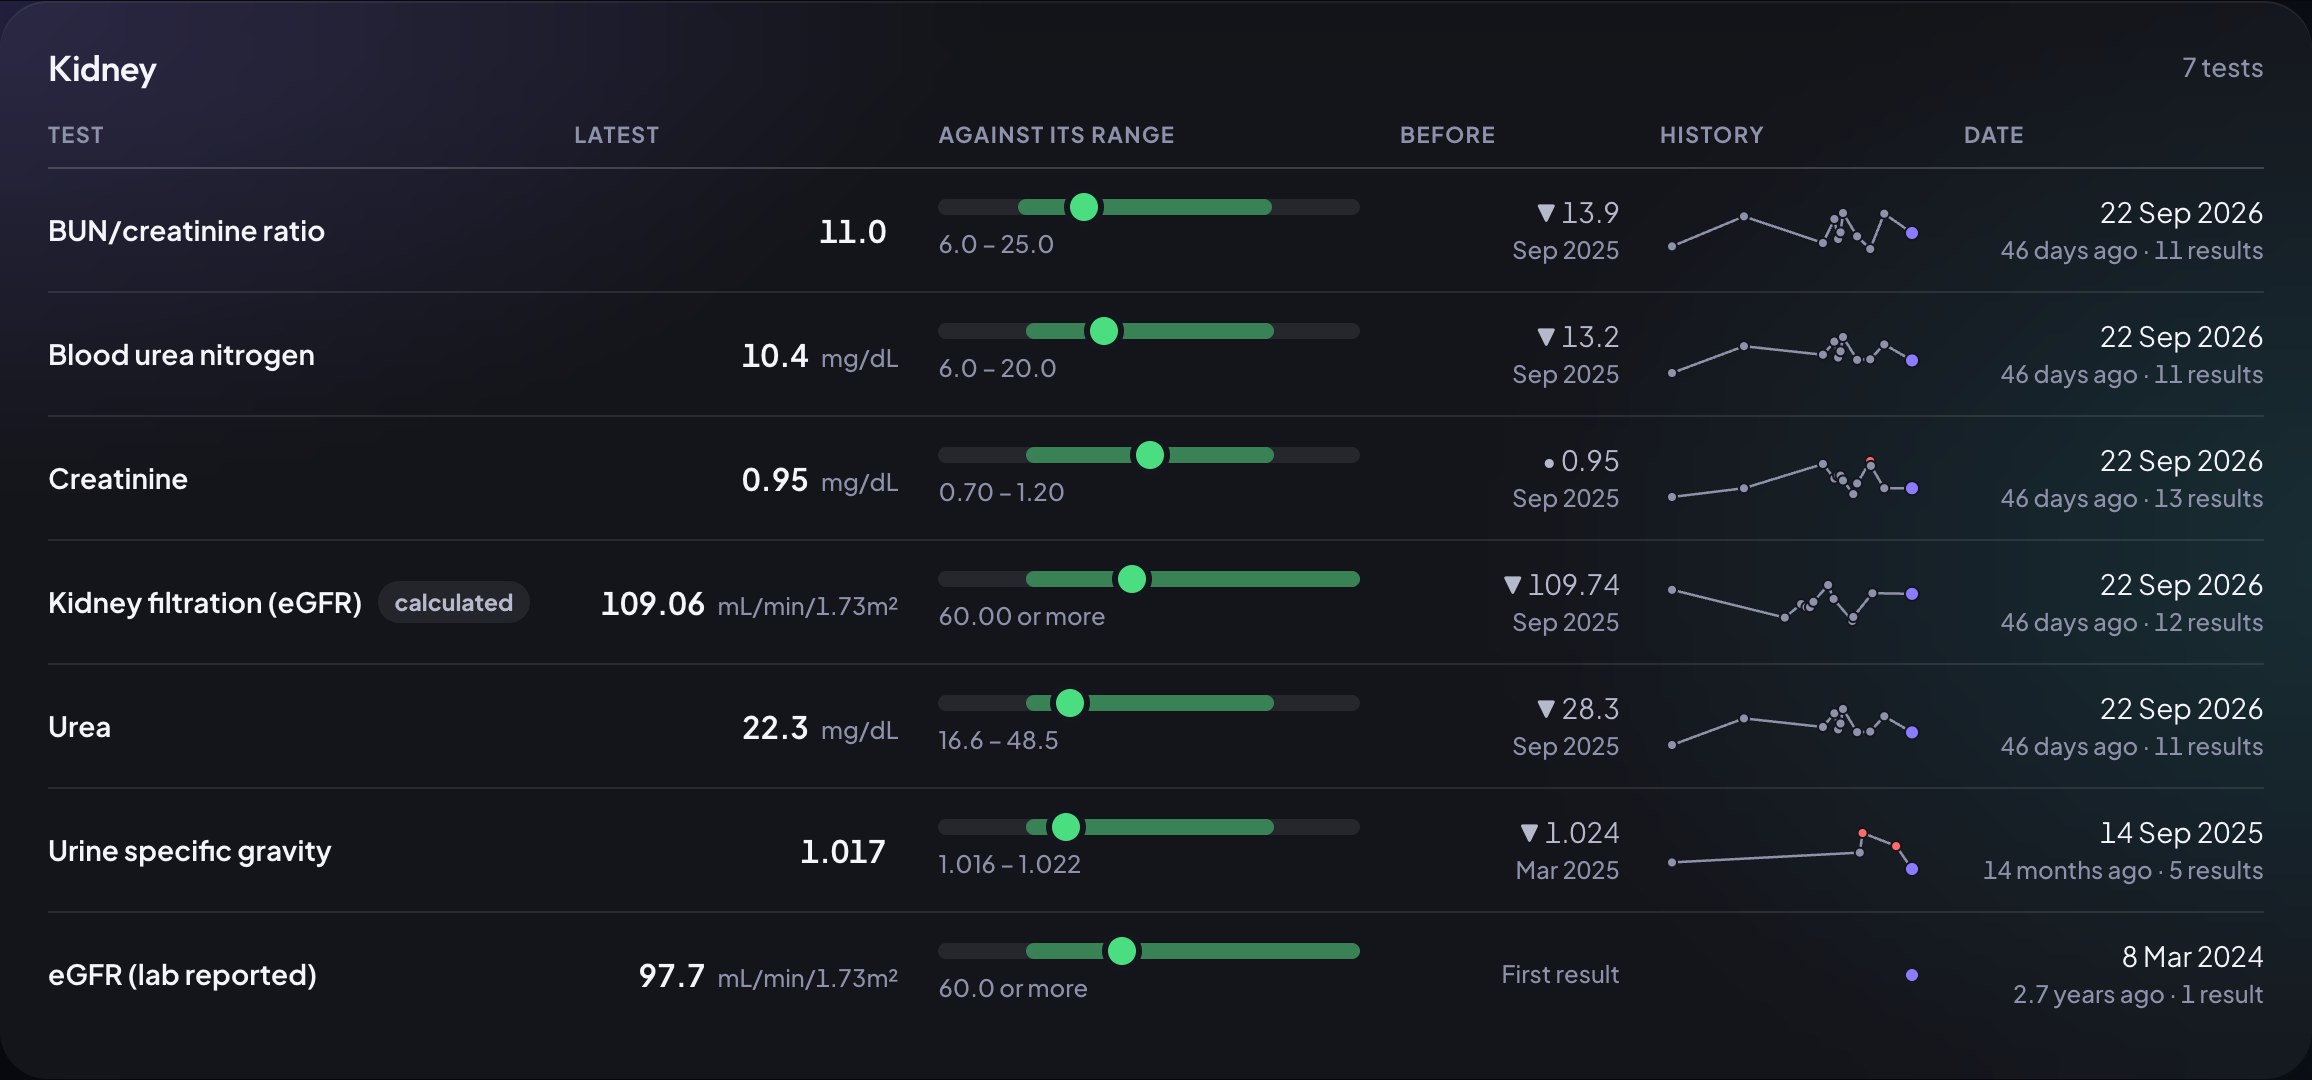 Kidney
7 tests
TEST LATEST AGAINST ITS RANGE BEFORE HISTORY DATE
BUN/creatinine ratio 11.0 ▼ 13.9 22 Sep 2026
6.0 – 25.0 Sep 2025 46 days ago · 11 results
Blood urea nitrogen 10.4 mg/dL ▼ 13.2 22 Sep 2026
6.0 – 20.0 Sep 2025 46 days ago · 11 results
Creatinine 0.95 mg/dL • 0.95 22 Sep 2026
0.70 – 1.20 Sep 2025 46 days ago · 13 results
Kidney filtration (eGFR) calculated 109.06 mL/min/1.73m² ▼ 109.74 22 Sep 2026
60.00 or more Sep 2025 46 days ago · 12 results
Urea 22.3 mg/dL ▼ 28.3 22 Sep 2026
16.6 – 48.5 Sep 2025 46 days ago · 11 results
Urine specific gravity 1.017 ▼ 1.024 14 Sep 2025
1.016 – 1.022 Mar 2025 14 months ago · 5 results
eGFR (lab reported) 97.7 mL/min/1.73m² First result 8 Mar 2024
60.0 or more 2.7 years ago · 1 result